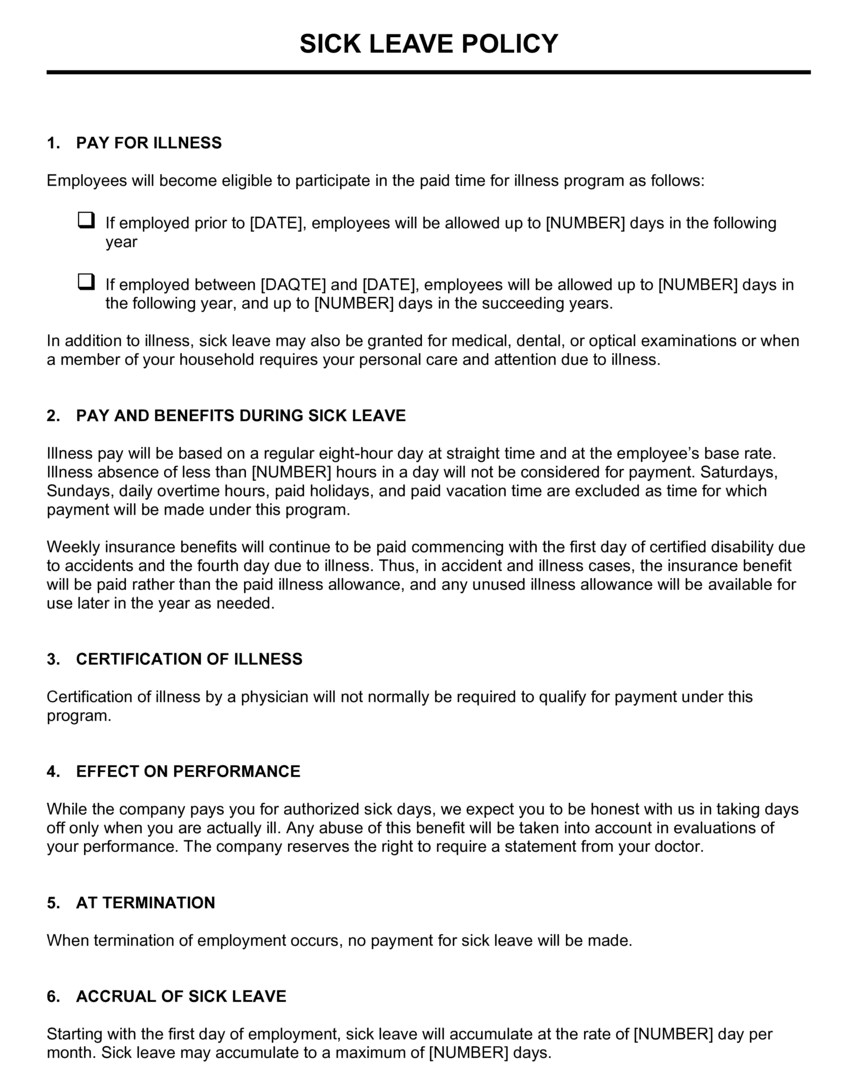 SICK LEAVE POLICY
1. PAY FOR ILLNESS
Employees will become eligible to participate in the paid time for illness program as follows:
If employed prior to [DATE], employees will be allowed up to [NUMBER] days in the following
year
If employed between [DAQTE] and [DATE], employees will be allowed up to [NUMBER] days in
the following year, and up to [NUMBER] days in the succeeding years.
In addition to illness, sick leave may also be granted for medical, dental, or optical examinations or when
a member of your household requires your personal care and attention due to illness.
2. PAY AND BENEFITS DURING SICK LEAVE
Illness pay will be based on a regular eight-hour day at straight time and at the employee’s base rate.
Illness absence of less than [NUMBER] hours in a day will not be considered for payment. Saturdays,
Sundays, daily overtime hours, paid holidays, and paid vacation time are excluded as time for which
payment will be made under this program.
Weekly insurance benefits will continue to be paid commencing with the first day of certified disability due
to accidents and the fourth day due to illness. Thus, in accident and illness cases, the insurance benefit
will be paid rather than the paid illness allowance, and any unused illness allowance will be available for
use later in the year as needed.
3. CERTIFICATION OF ILLNESS
Certification of illness by a physician will not normally be required to qualify for payment under this
program.
4. EFFECT ON PERFORMANCE
While the company pays you for authorized sick days, we expect you to be honest with us in taking days
off only when you are actually ill. Any abuse of this benefit will be taken into account in evaluations of
your performance. The company reserves the right to require a statement from your doctor.
5. AT TERMINATION
When termination of employment occurs, no payment for sick leave will be made.
6. ACCRUAL OF SICK LEAVE
Starting with the first day of employment, sick leave will accumulate at the rate of [NUMBER] day per
month. Sick leave may accumulate to a maximum of [NUMBER] days.